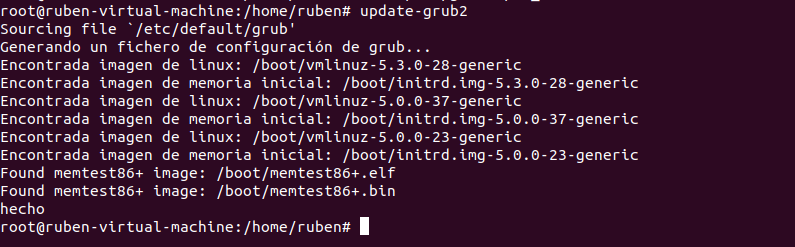 root@ruben-virtual-machine:/home/ruben# update-grub2
Sourcing file `/etc/default/grub'
Generando un fichero de configuración de grub...
Encontrada imagen de linux: /boot/vmlinuz-5.3.0-28-generic
Encontrada imagen de memoria inicial: /boot/initrd.img-5.3.0-28-generic
Encontrada imagen de linux: /boot/vmlinuz-5.0.0-37-generic
Encontrada imagen de memoria inicial: /boot/initrd.img-5.0.0-37-generic
Encontrada imagen de linux: /boot/vmlinuz-5.0.0-23-generic
Encontrada imagen de memoria inicial: /boot/initrd.img-5.0.0-23-generic
Found memtest86+ image: /boot/memtest86+.elf
Found memtest86+ image: /boot/memtest86+.bin
hecho
root@ruben-virtual-machine:/home/ruben#